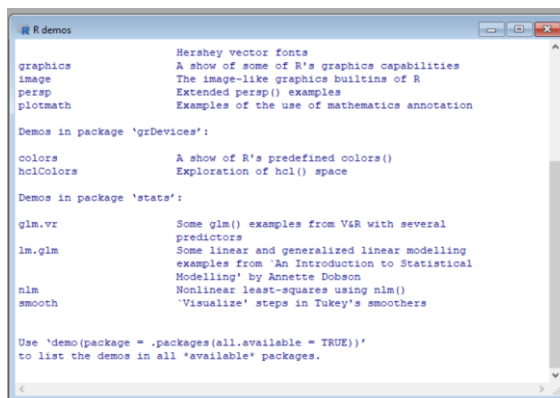 R demos
Hershey vector fonts
graphics A show of some of R's graphics capabilities
image The image-like graphics builtins of R
persp Extended persp() examples
plotmath Examples of the use of mathematics annotation
Demos in package ‘grDevices’:
colors A show of R's predefined colors()
hclColors Exploration of hcl() space
Demos in package ‘stats’:
glm.vr Some glm() examples from V&R with several
predictors
lm.glm Some linear and generalized linear modelling
examples from `An Introduction to Statistical
Modelling' by Annette Dobson
nlm Nonlinear least-squares using nlm()
smooth `Visualize' steps in Tukey's smoothers
Use ‘demo(package = .packages(all.available = TRUE))’
to list the demos in all *available* packages.